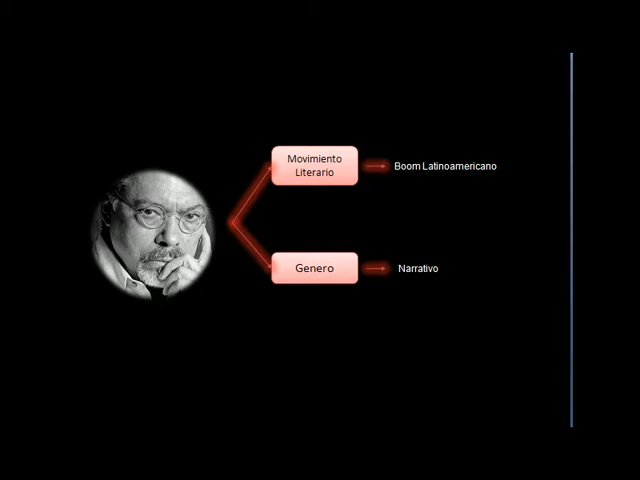 Movimiento
Literario
Boom Latinoamericano
Genero
Narrativo